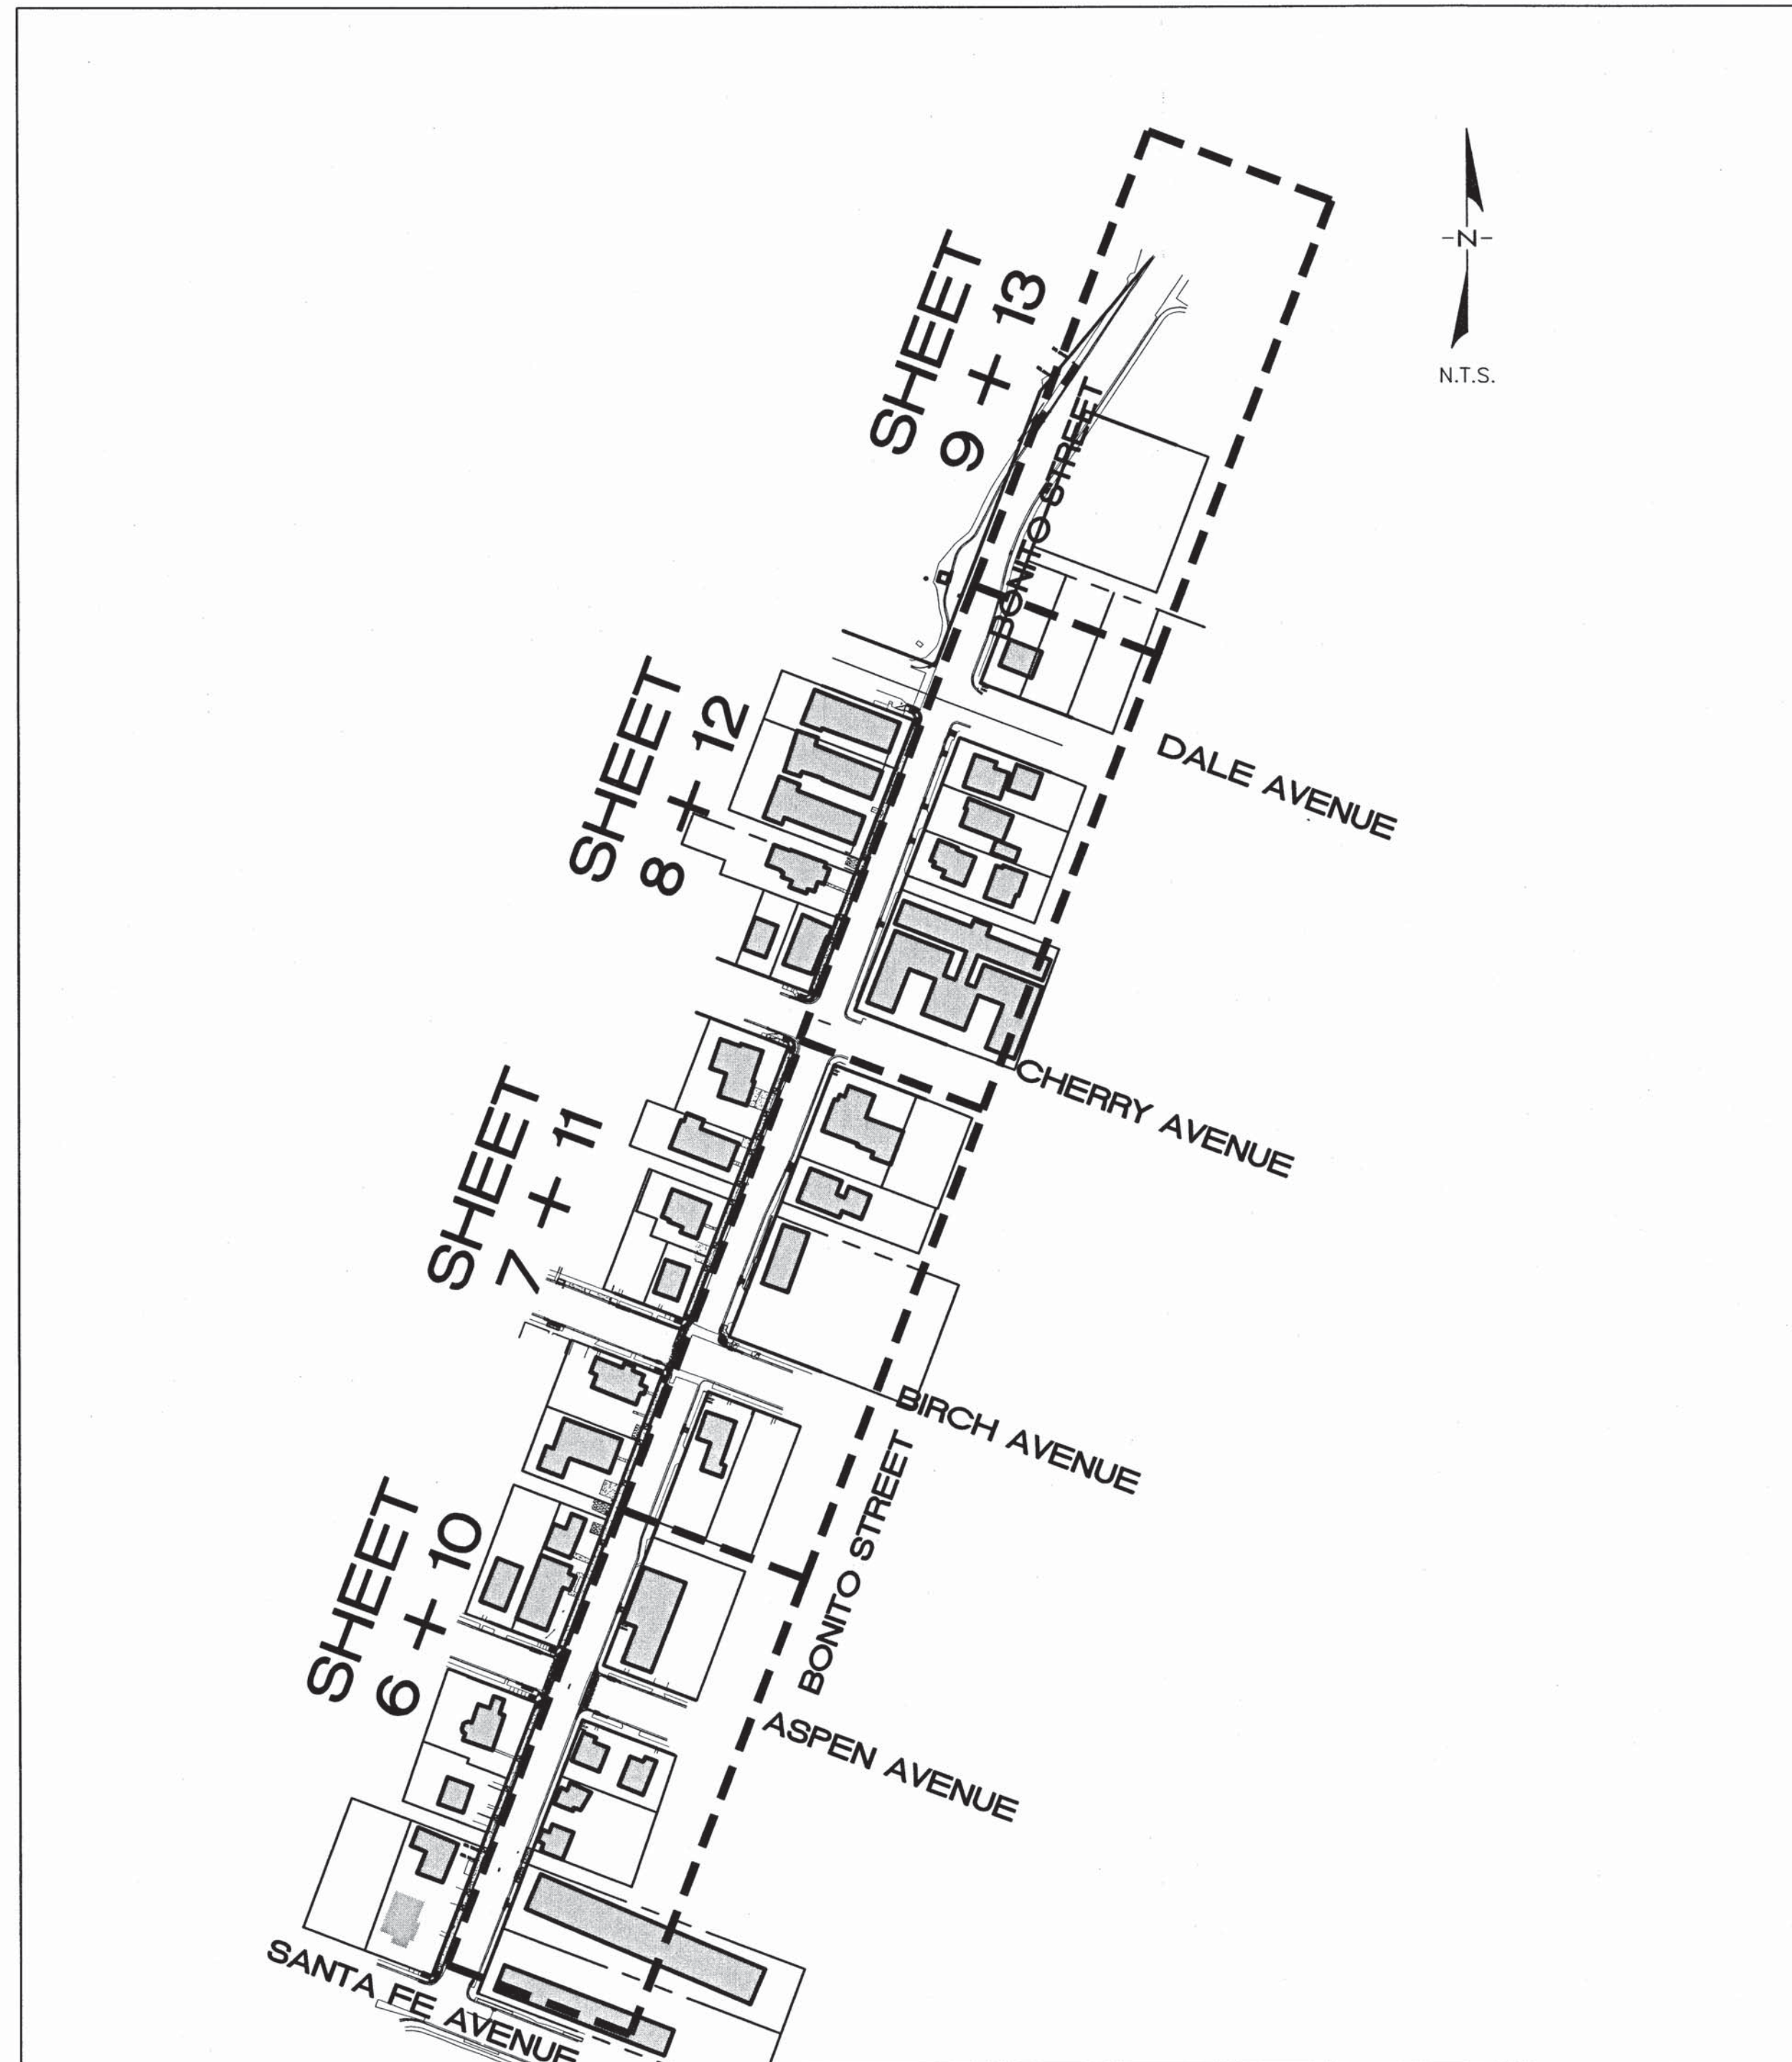 -N-
N.T.S.
SHEET
9 + 13
BONITO STREET
SHEET
8 + 12
DALE AVENUE
CHERRY AVENUE
SHEET
7 + 11
BIRCH AVENUE
BONITO STREET
SHEET
6 + 10
ASPEN AVENUE
SANTA FE AVENUE